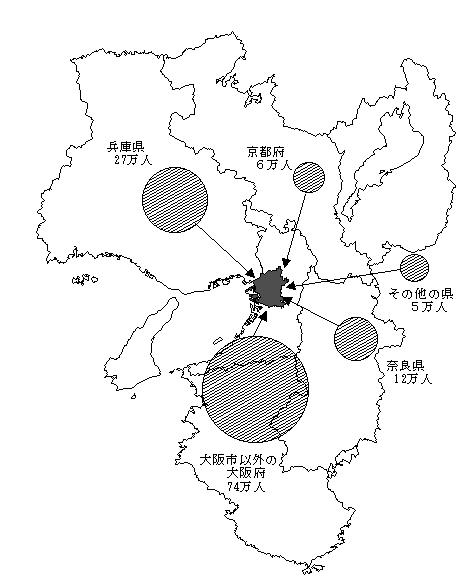 兵庫県
27万人
京都府
6万人
その他の県
5万人
奈良県
12万人
大阪市以外の
大阪府
74万人